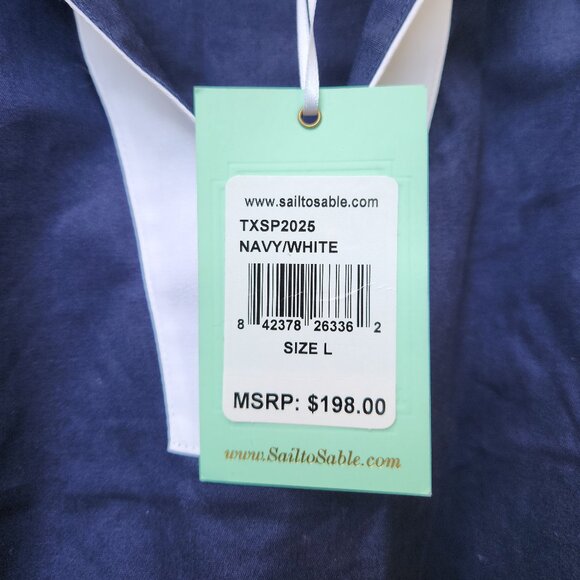 www.sailtosable.com
TXSP2025
NAVY/WHITE
8 42378 26336 2
SIZE L
MSRP: $198.00
www.SailtoSable.com